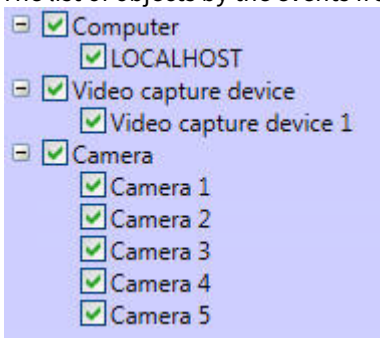 Computer
LOCALHOST
Video capture device
Video capture device 1
Camera
Camera 1
Camera 2
Camera 3
Camera 4
Camera 5